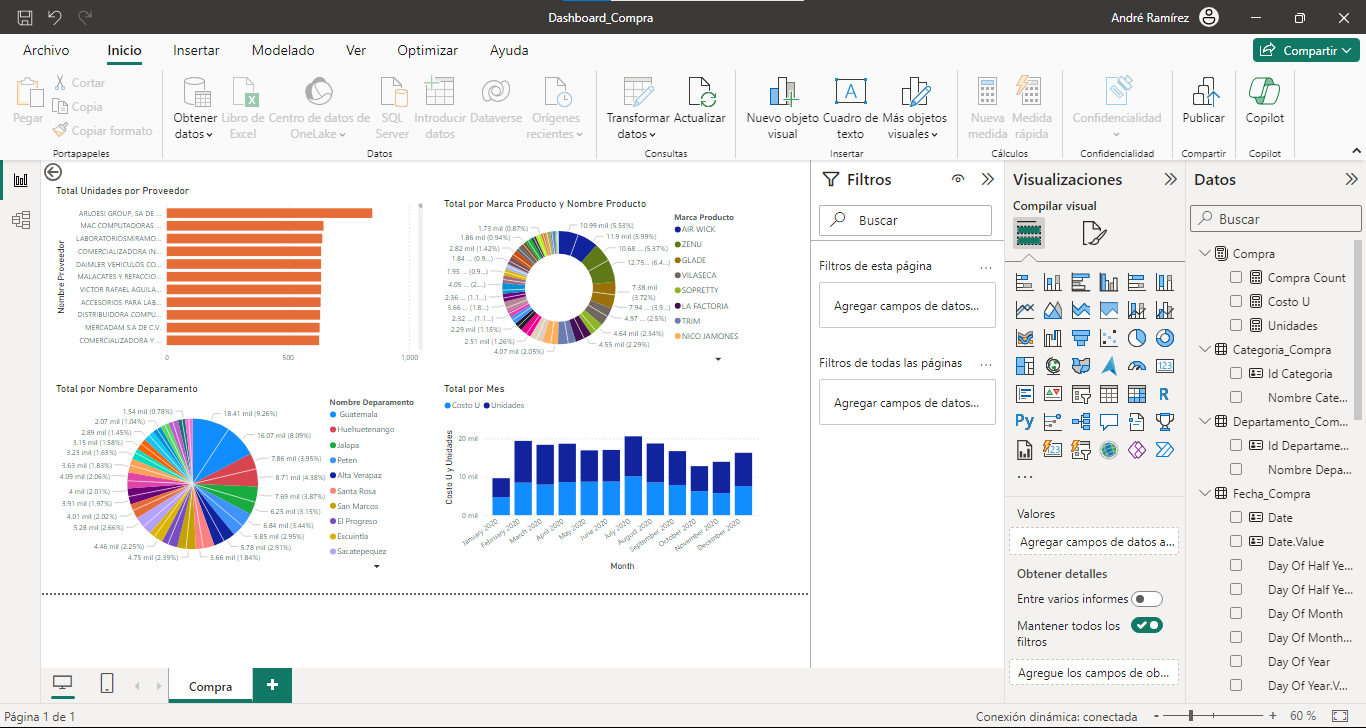 Dashboard_Compra
André Ramírez
Archivo
Inicio
Insertar
Modelado
Ver
Optimizar
Ayuda
Compartir
Pegar
Cortar
Copia
Copiar formato
Portapapeles
Obtener datos
Libro de Excel
Centro de datos de OneLake
SQL Server
Introducir datos
Dataverse
Orígenes recientes
Datos
Transformar datos
Actualizar
Consultas
Nuevo objeto visual
Cuadro de texto
Más objetos visuales
Insertar
Nueva medida
Medida rápida
Cálculos
Confidencialidad
Confidencialidad
Publicar
Compartir
Copilot
Copilot
Total Unidades por Proveedor
Nombre Proveedor
ARLOESI GROUP, SA DE ...
MAC COMPUTADORAS ...
LABORATORIOSMIRAMO...
COMERCIALIZADORA IN...
DAIMLER VEHICULOS CO...
MALACATES Y REFACCIO...
VICTOR RAFAEL AGUILA...
ACCESORIOS PARA LAB...
DISTRIBUIDORA COMPU...
MERCADAM S.A DE C.V.
COMERCIALIZADORA Y ...
0
500
1,000
Total por Marca Producto y Nombre Producto
1.73 mil (0.87%)
1.86 mil (0.94%)
2.82 mil (1.42%)
1.84 ... (0.9...)
1.95 ... (0.9...)
4.05 ... (2....)
2.36 ... (1.1...)
3.66 ... (1.8...)
2.32 ... (1.1...)
2.29 mil (1.15%)
2.51 mil (1.26%)
4.07 mil (2.05%)
10.99 mil (5.53%)
11.9 mil (5.99%)
10.68 ... (5.37%)
12.75... (6.4...)
7.38 mil (3.72%)
7.94 ... (3.9...)
4.97 ... (2.5%)
4.64 mil (2.34%)
4.55 mil (2.29%)
Marca Producto
AIR WICK
ZENU
GLADE
VILASECA
SOPRETTY
LA FACTORIA
TRIM
NICO JAMONES
Total por Nombre Deparamento
1.54 mil (0.78%)
2.07 mil (1.04%)
2.89 mil (1.45%)
3.15 mil (1.58%)
3.23 mil (1.63%)
3.63 mil (1.83%)
4.09 mil (2.06%)
4 mil (2.01%)
3.91 mil (1.97%)
4.01 mil (2.02%)
5.28 mil (2.66%)
4.46 mil (2.25%)
4.75 mil (2.39%)
18.41 mil (9.26%)
16.07 mil (8.09%)
7.86 mil (3.95%)
8.71 mil (4.38%)
7.69 mil (3.87%)
6.25 mil (3.15%)
6.84 mil (3.44%)
5.85 mil (2.95%)
5.78 mil (2.91%)
3.66 mil (1.84%)
Nombre Deparamento
Guatemala
Huehuetenango
Jalapa
Peten
Alta Verapaz
Santa Rosa
San Marcos
El Progreso
Escuintla
Sacatepequez
Total por Mes
Costo U
Unidades
Costo U y Unidades
20 mil
10 mil
0 mil
January 2020
February 2020
March 2020
April 2020
May 2020
June 2020
July 2020
August 2020
September 2020
October 2020
November 2020
December 2020
Month
Filtros
Buscar
Filtros de esta página
...
Agregar campos de datos...
Filtros de todas las páginas
...
Agregar campos de datos...
Visualizaciones
Compilar visual
123
R
Py
123
...
Valores
Agregar campos de datos a...
Obtener detalles
Entre varios informes
Mantener todos los filtros
Agregue los campos de ob...
Datos
Buscar
Compra
Compra Count
Costo U
Unidades
Categoria_Compra
Id Categoria
Nombre Cate...
Departamento_Com...
Id Departame...
Nombre Depa...
Fecha_Compra
Date
Date.Value
Day Of Half Ye...
Day Of Half Ye...
Day Of Month
Day Of Month...
Day Of Year
Day Of Year.V...
Compra
+
Página 1 de 1
Conexión dinámica: conectada
-
+
60 %